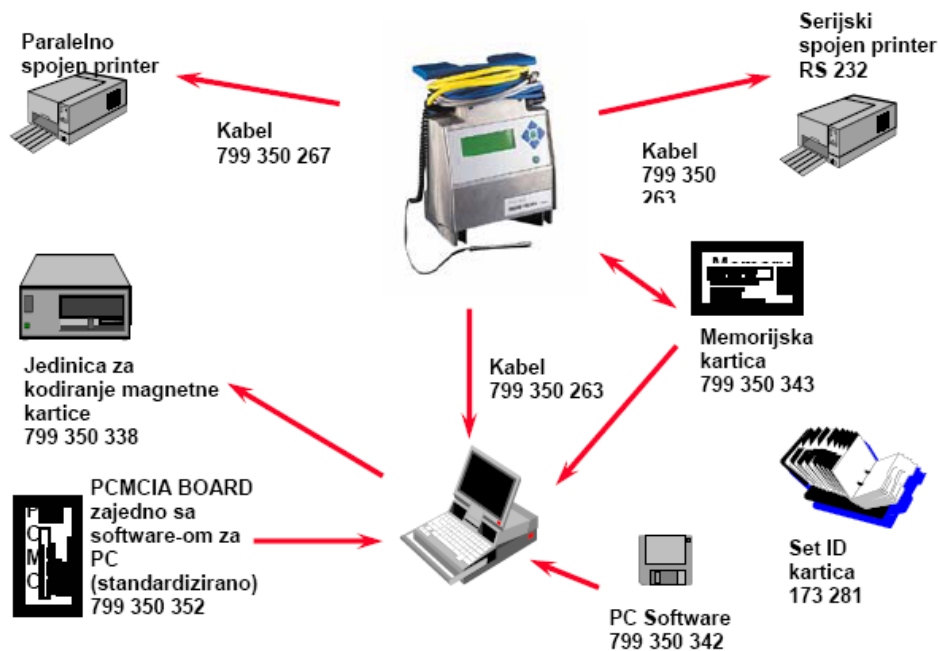 Paralelno
spojen printer
Kabel
799 350 267
Serijski
spojen printer
RS 232
Kabel
799 350
263
Memorijska
kartica
799 350 343
Kabel
799 350 263
Jedinica za
kodiranje magnetne
kartice
799 350 338
P
C
M
C
PCMCIA BOARD
zajedno sa
software-om za
PC
(standardizirano)
799 350 352
PC Software
799 350 342
Set ID
kartica
173 281